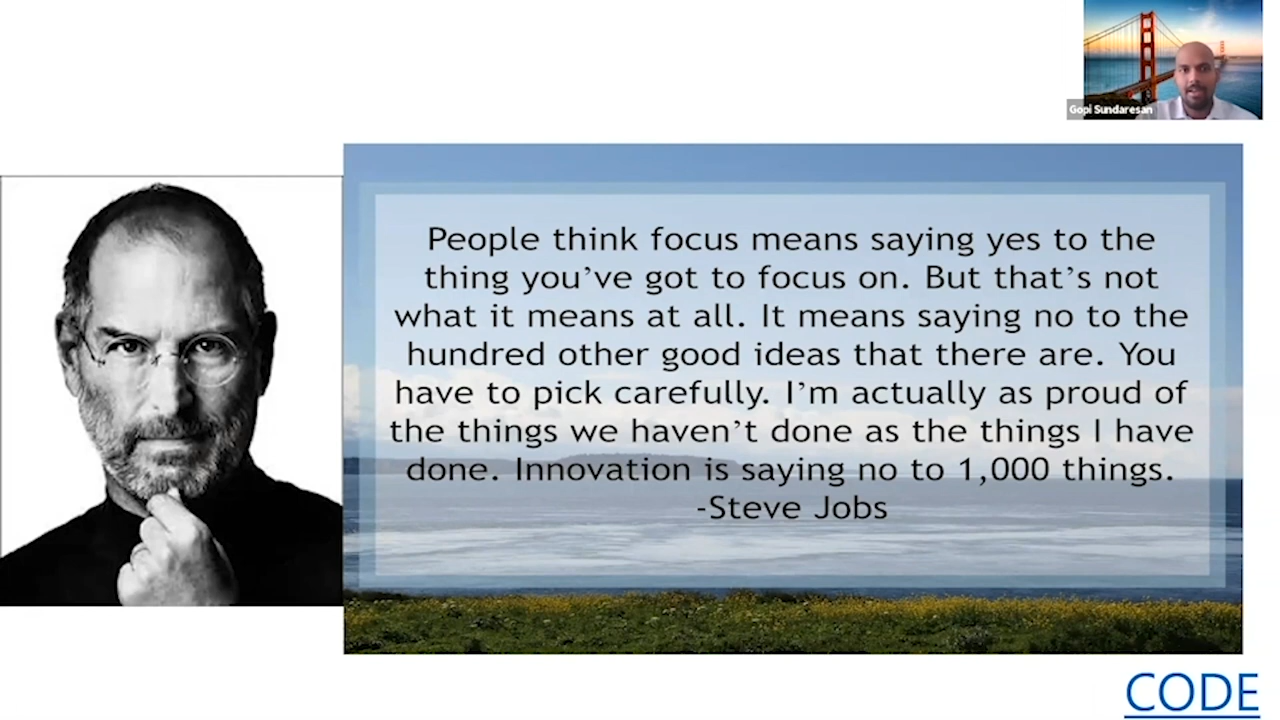 Gopi Sundaresan
People think focus means saying yes to the
thing you’ve got to focus on. But that’s not
what it means at all. It means saying no to the
hundred other good ideas that there are. You
have to pick carefully. I’m actually as proud of
the things we haven’t done as the things I have
done. Innovation is saying no to 1,000 things.
-Steve Jobs
CODE